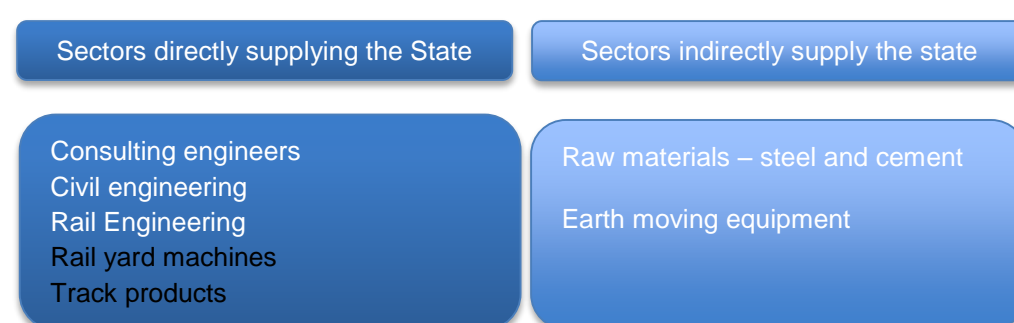 Sectors directly supplying the State
Sectors indirectly supply the state
Consulting engineers
Civil engineering
Rail Engineering
Rail yard machines
Track products
Raw materials – steel and cement
Earth moving equipment